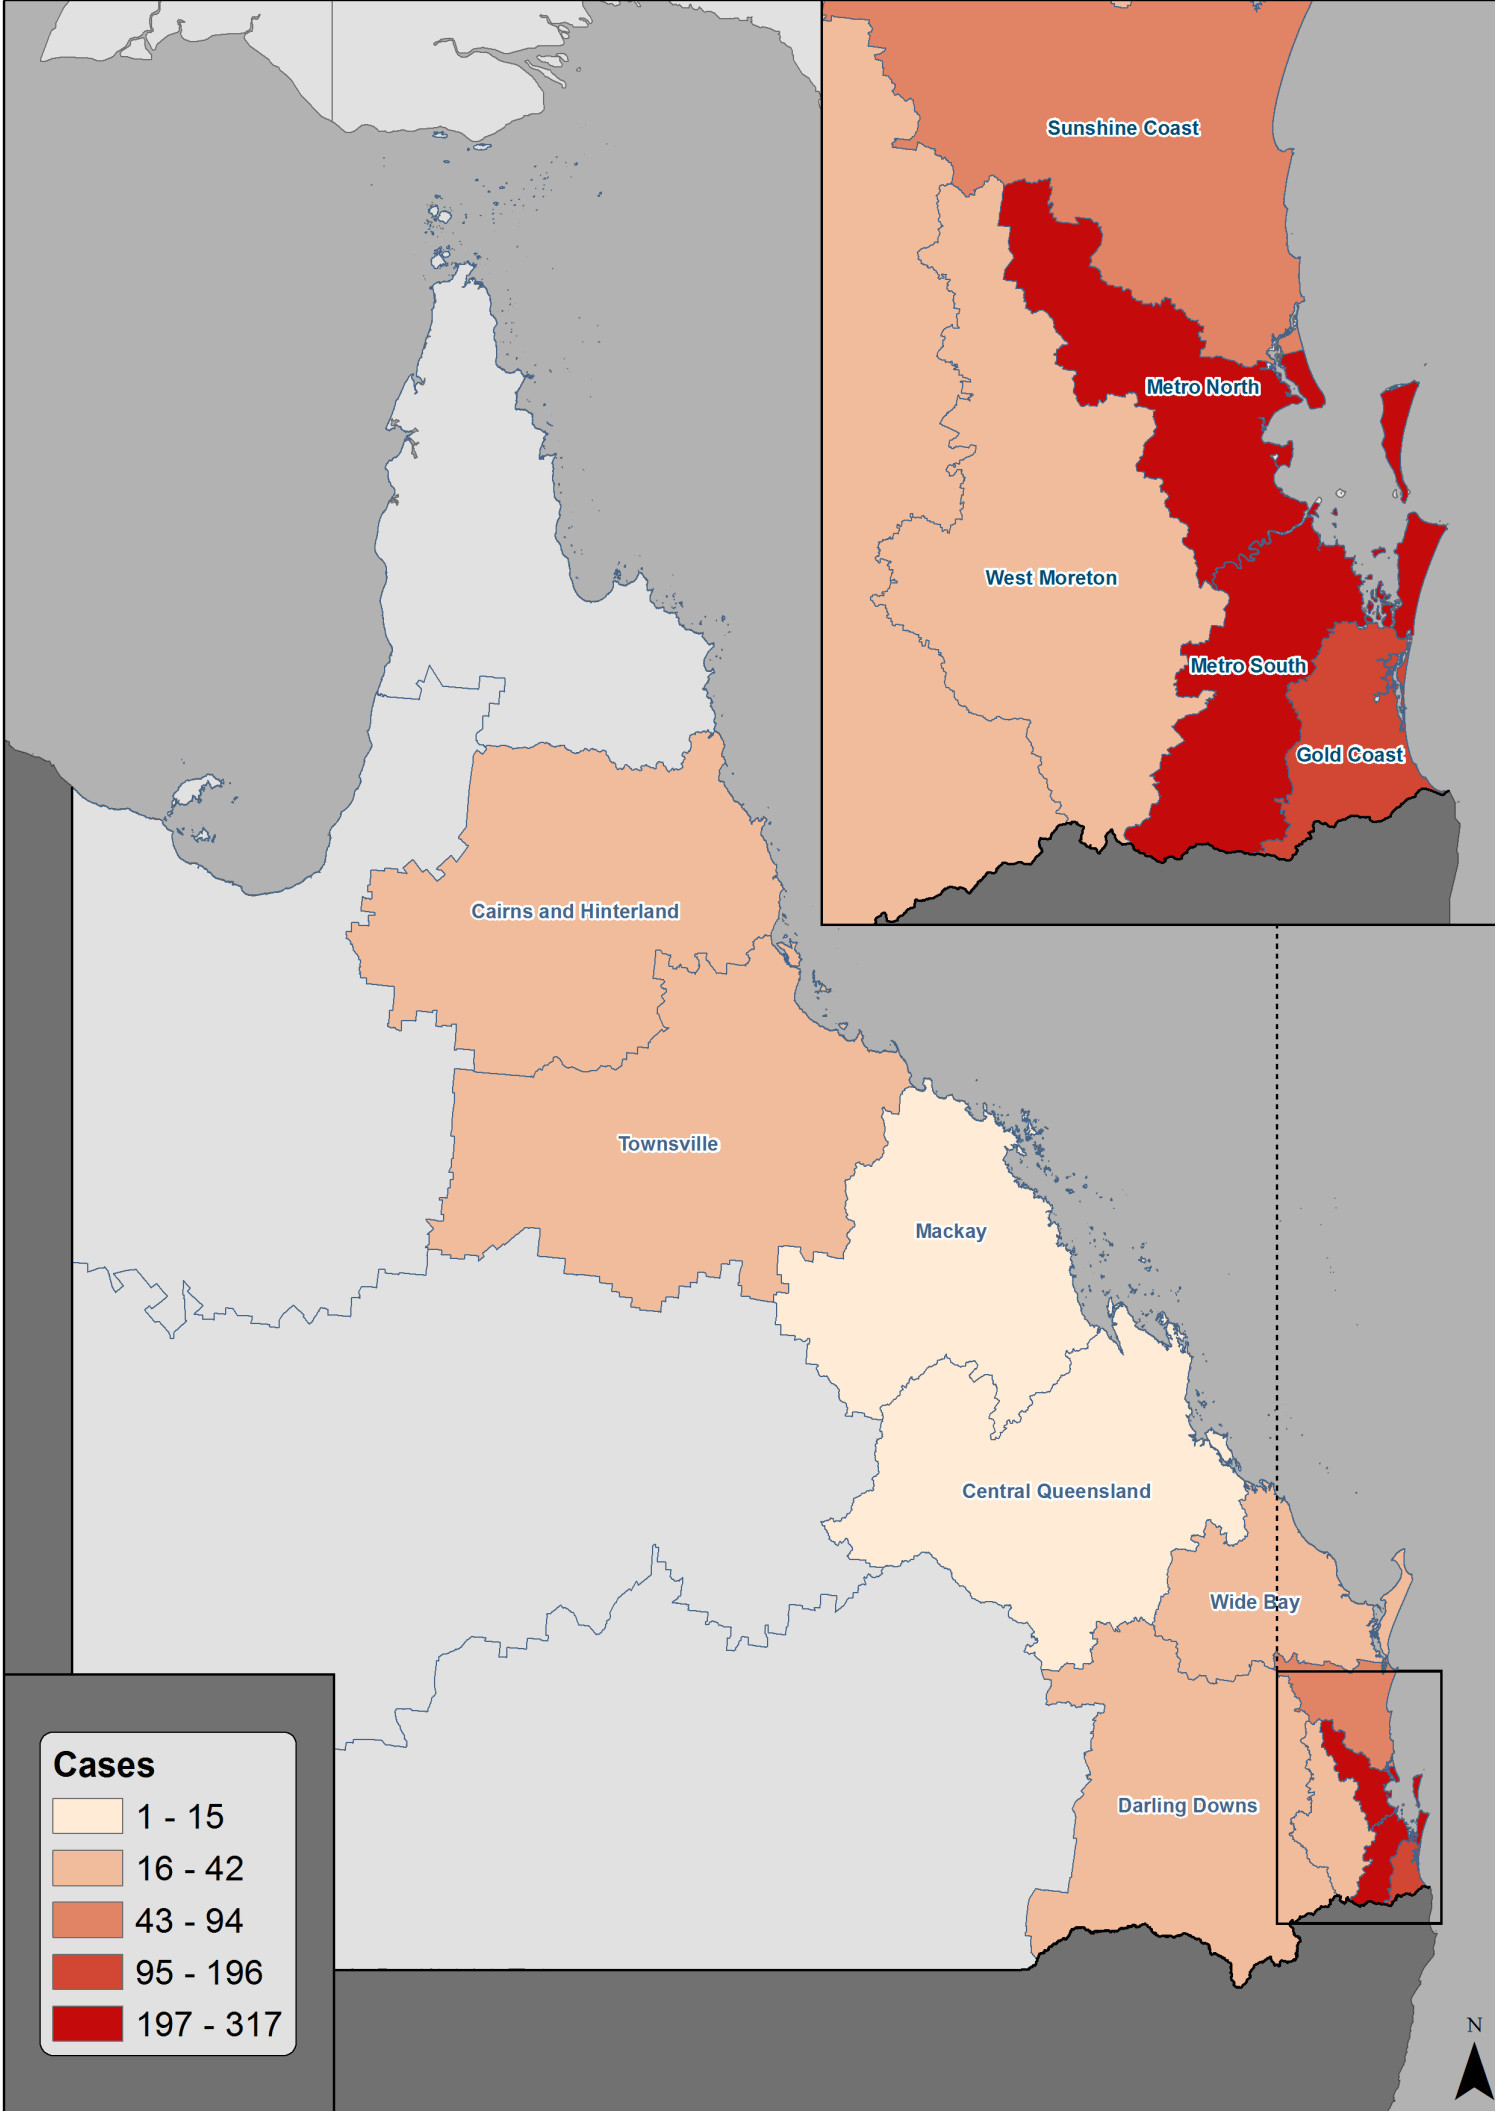 Sunshine Coast
Metro North
West Moreton
Metro South
Gold Coast
Cairns and Hinterland
Townsville
Mackay
Central Queensland
Wide Bay
Darling Downs
Cases
1 - 15
16 - 42
43 - 94
95 - 196
197 - 317
N